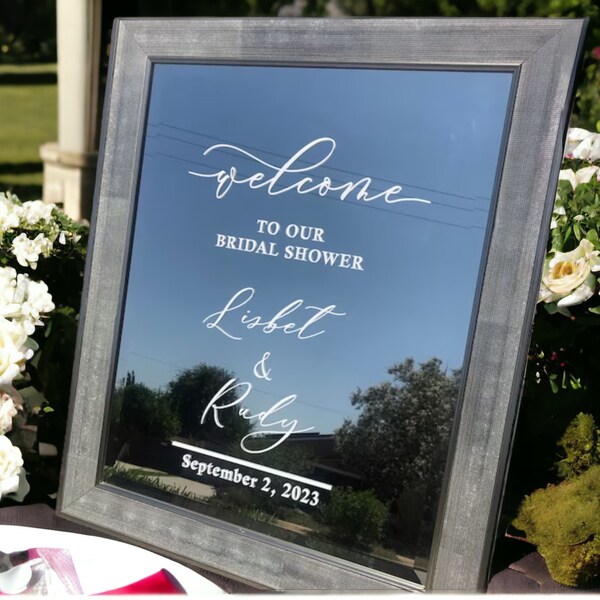 welcome
TO OUR
BRIDAL SHOWER
Lisbet
&
Rudy
September 2, 2023